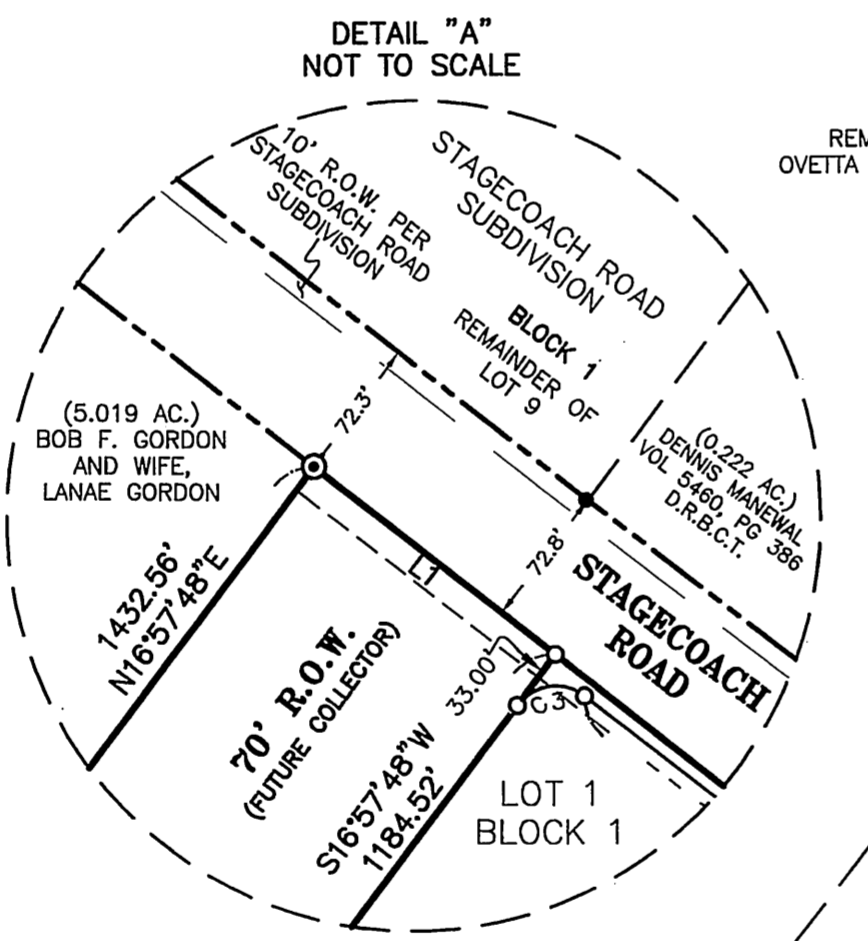 DETAIL "A"
NOT TO SCALE
REM
OVETTA
10' R.O.W. PER
STAGECOACH ROAD
SUBDIVISION
STAGECOACH ROAD
SUBDIVISION
BLOCK 1
REMAINDER OF
LOT 9
72.3'
(5.019 AC.)
BOB F. GORDON
AND WIFE,
LANAE GORDON
(0.222 AC.)
DENNIS MANEWAL
VOL 5460, PG 386
D.R.B.C.T.
72.8'
L1
STAGECOACH
ROAD
1432.56'
N16°57'48"E
70' R.O.W.
(FUTURE COLLECTOR)
33.00'
C3
S16°57'48"W
1184.52'
LOT 1
BLOCK 1